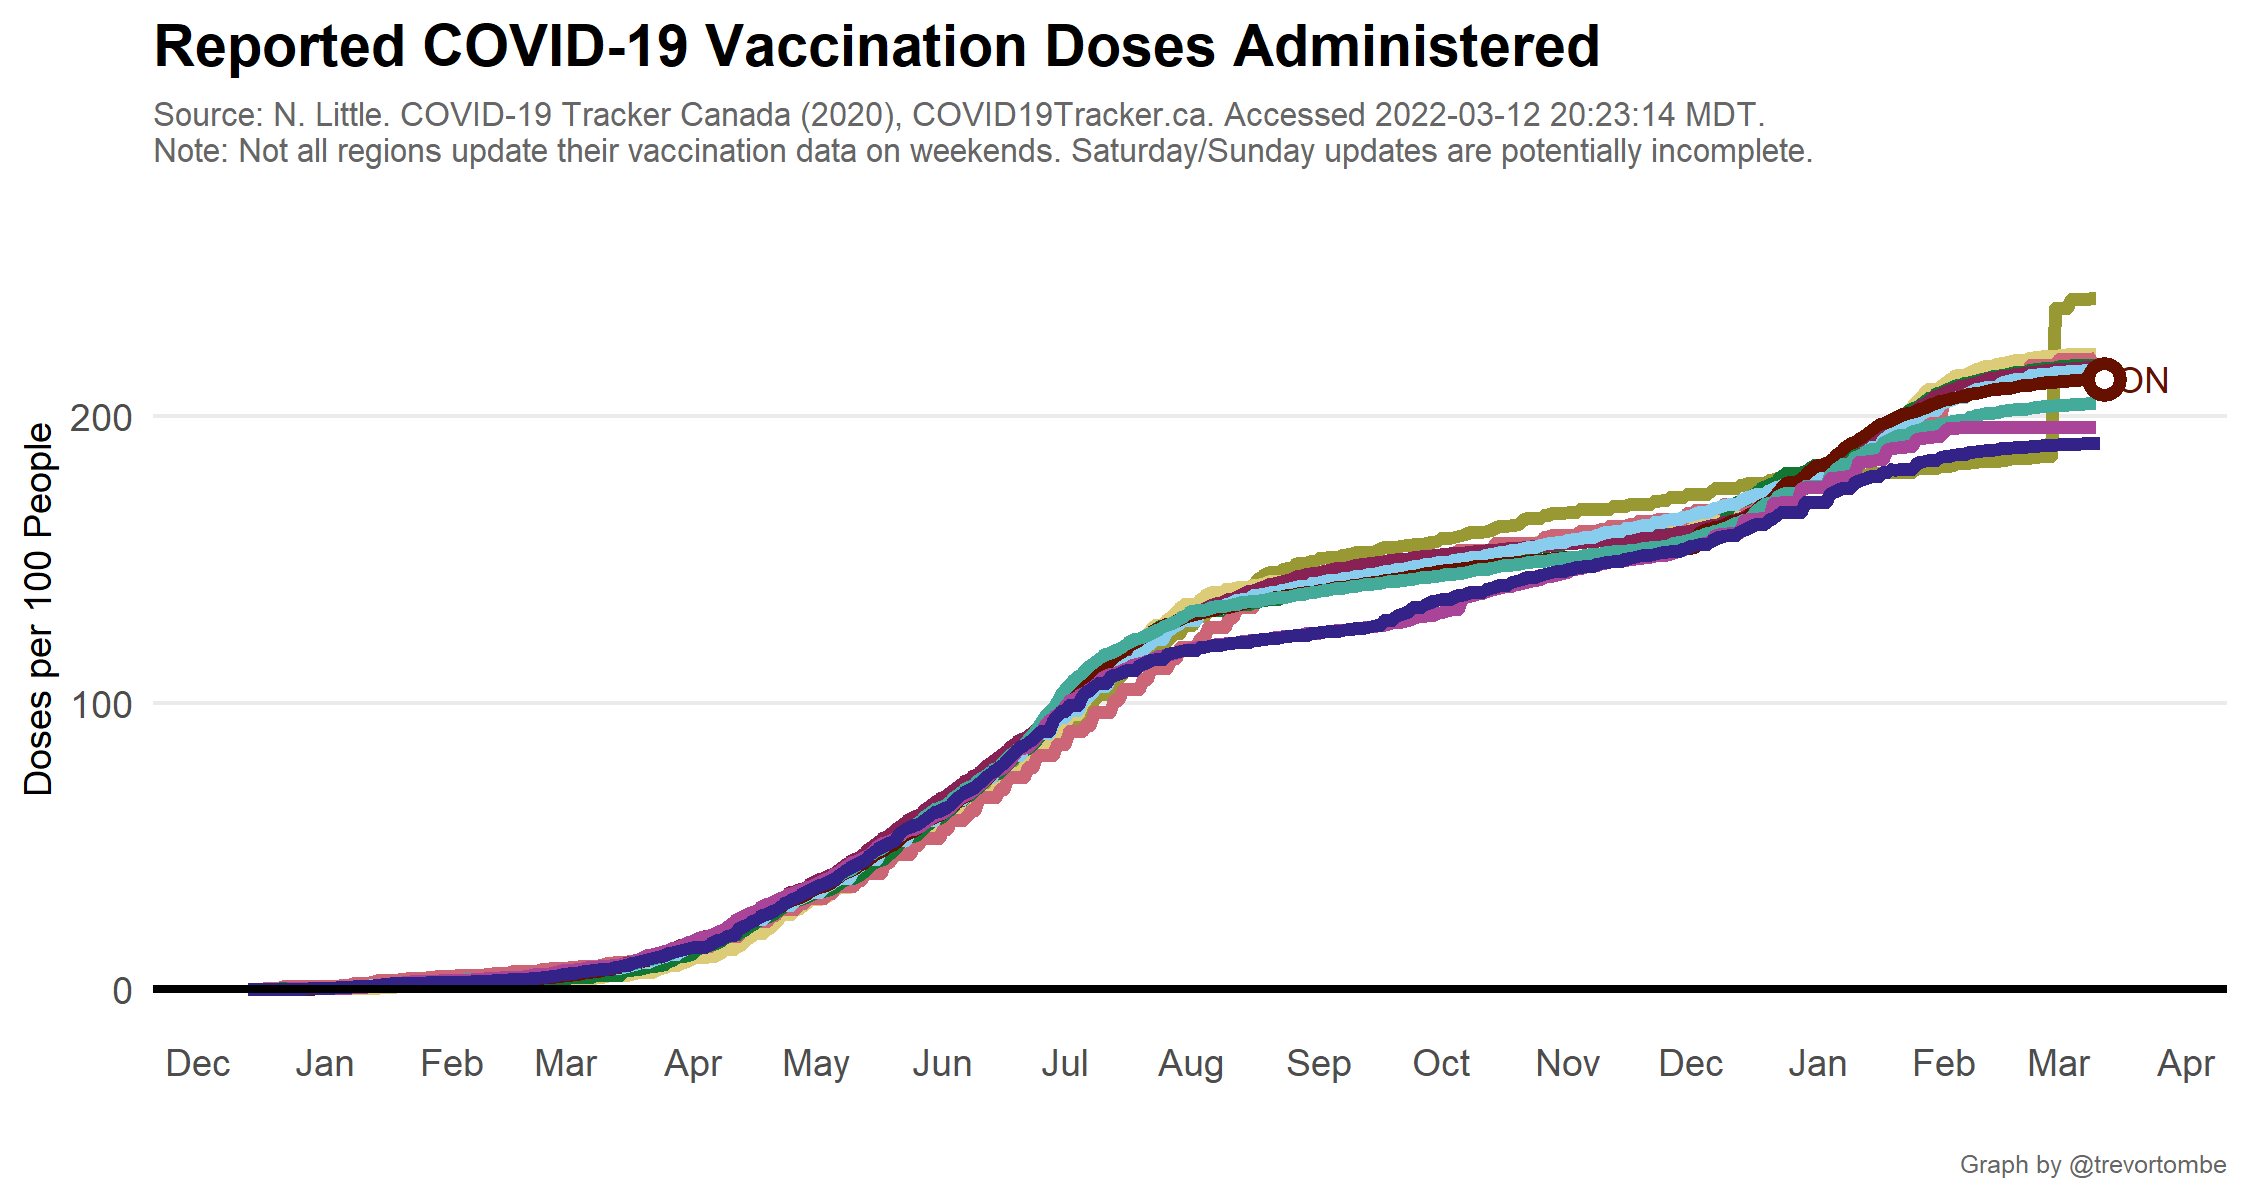 Reported COVID-19 Vaccination Doses Administered
Source: N. Little. COVID-19 Tracker Canada (2020), COVID19Tracker.ca. Accessed 2022-03-12 20:23:14 MDT.
Note: Not all regions update their vaccination data on weekends. Saturday/Sunday updates are potentially incomplete.
Doses per 100 People
200
100
0
ON
Dec Jan Feb Mar Apr May Jun Jul Aug Sep Oct Nov Dec Jan Feb Mar Apr
Graph by @trevortombe